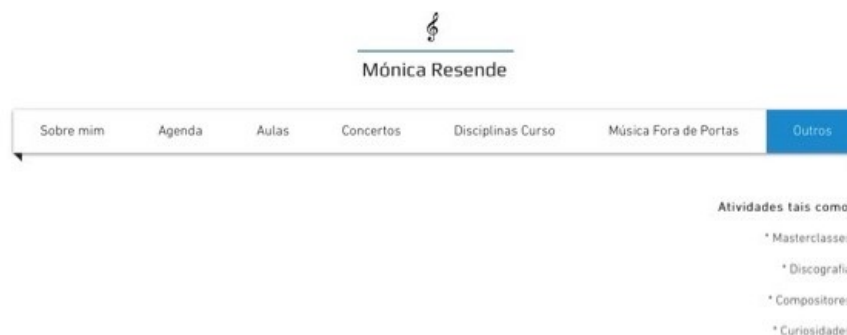 Mónica Resende
Sobre mim Agenda Aulas Concertos Disciplinas Curso Música Fora de Portas Outros
Atividades tais como
* Masterclasse
* Discografi
* Compositore
* Curiosidade